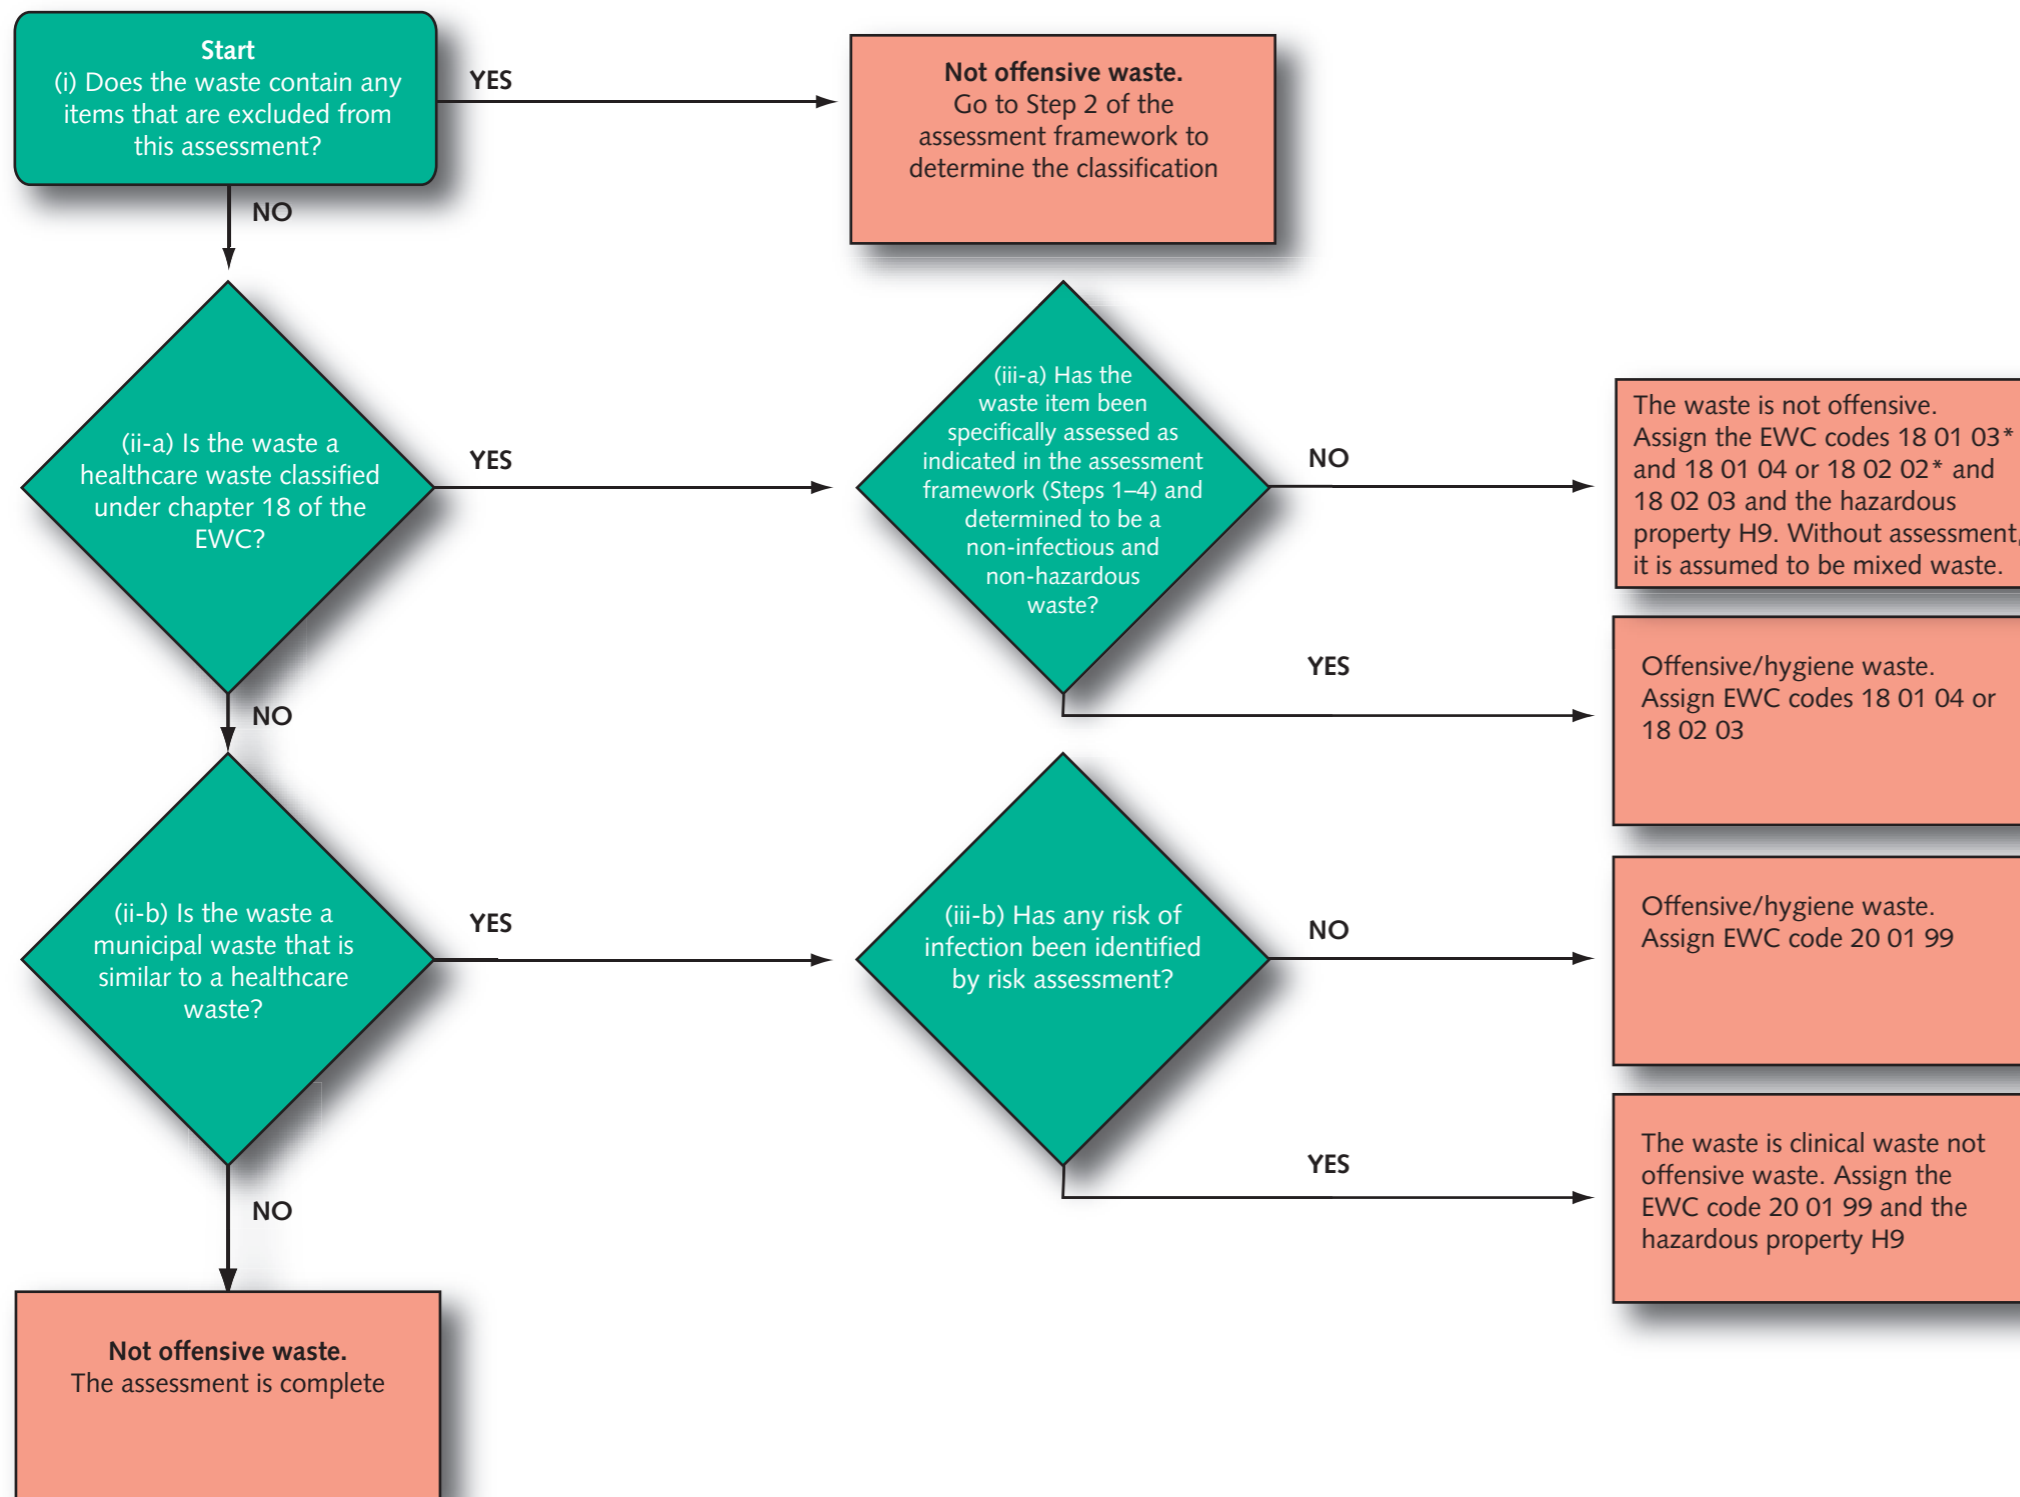 Start
(i) Does the waste contain any
items that are excluded from
this assessment?
YES
Not offensive waste.
Go to Step 2 of the
assessment framework to
determine the classification
NO
(ii-a) Is the waste a
healthcare waste classified
under chapter 18 of the
EWC?
YES
(iii-a) Has the
waste item been
specifically assessed as
indicated in the assessment
framework (Steps 1–4) and
determined to be a
non-infectious and
non-hazardous
waste?
NO
The waste is not offensive.
Assign the EWC codes 18 01 03*
and 18 01 04 or 18 02 02* and
18 02 03 and the hazardous
property H9. Without assessment,
it is assumed to be mixed waste.
YES
Offensive/hygiene waste.
Assign EWC codes 18 01 04 or
18 02 03
NO
(ii-b) Is the waste a
municipal waste that is
similar to a healthcare
waste?
YES
(iii-b) Has any risk of
infection been identified
by risk assessment?
NO
Offensive/hygiene waste.
Assign EWC code 20 01 99
YES
The waste is clinical waste not
offensive waste. Assign the
EWC code 20 01 99 and the
hazardous property H9
NO
Not offensive waste.
The assessment is complete